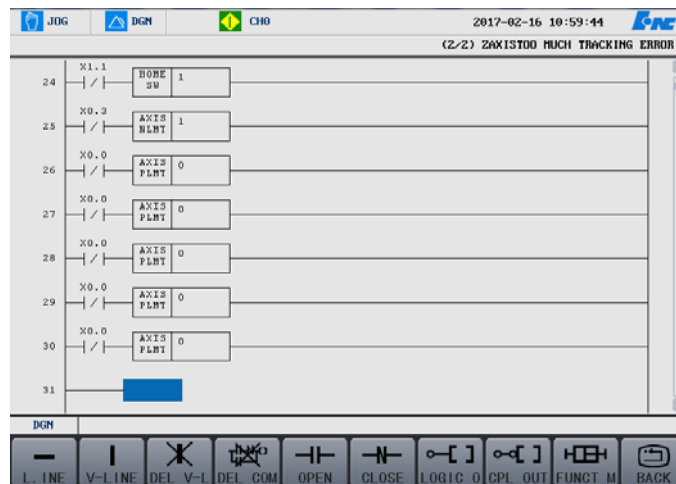 JOG DGN CH0 2017-02-16 10:59:44 HNC
(2/2) ZAXISTOO MUCH TRACKING ERROR
X1.1
24 HOME SW 1
X0.3
25 AXIS NLMT 1
X0.0
26 AXIS PLMT 0
X0.0
27 AXIS PLMT 0
X0.0
28 AXIS PLMT 0
X0.0
29 AXIS PLMT 0
X0.0
30 AXIS PLMT 0
31
DGN
L. INE V-LINE DEL V-L DEL COM OPEN CLOSE LOGIC O CPL OUT FUNCT M BACK